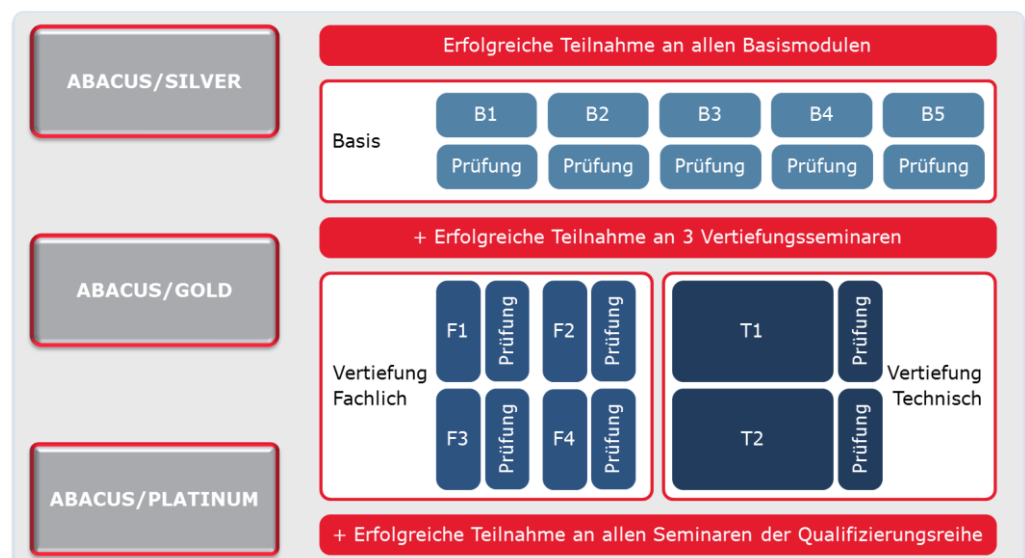 ABACUS/SILVER
Erfolgreiche Teilnahme an allen Basismodulen
Basis
B1
B2
B3
B4
B5
Prüfung
Prüfung
Prüfung
Prüfung
Prüfung
ABACUS/GOLD
+ Erfolgreiche Teilnahme an 3 Vertiefungsseminaren
Vertiefung
Fachlich
F1
Prüfung
F2
Prüfung
F3
Prüfung
F4
Prüfung
T1
Prüfung
T2
Prüfung
Vertiefung
Technisch
ABACUS/PLATINUM
+ Erfolgreiche Teilnahme an allen Seminaren der Qualifizierungsreihe